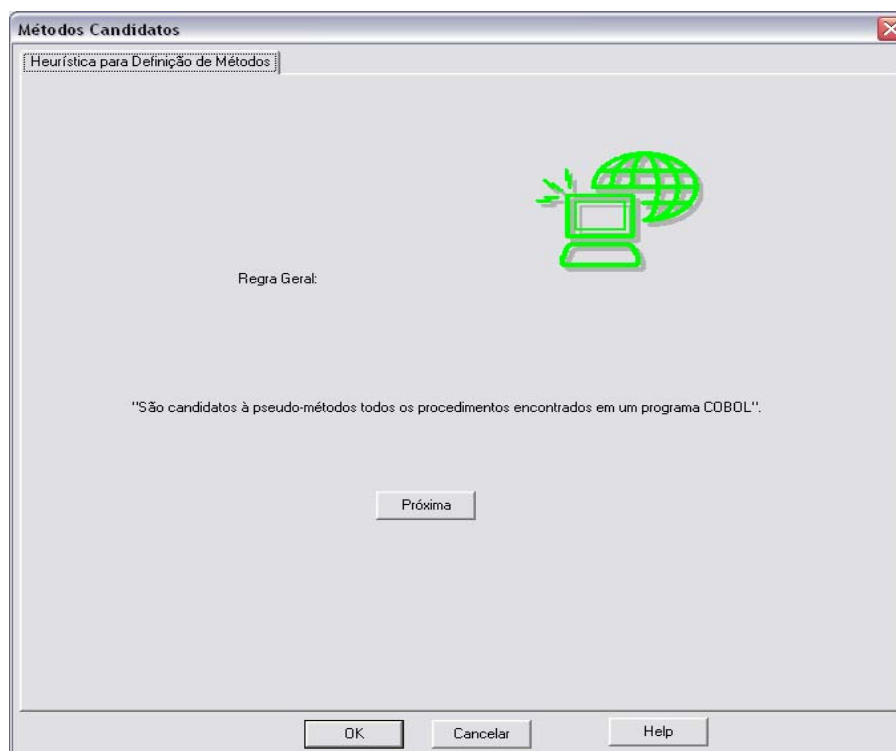 Métodos Candidatos
Heurística para Definição de Métodos
Regra Geral:
"São candidatos à pseudo-métodos todos os procedimentos encontrados em um programa COBOL".
Próxima
OK
Cancelar
Help